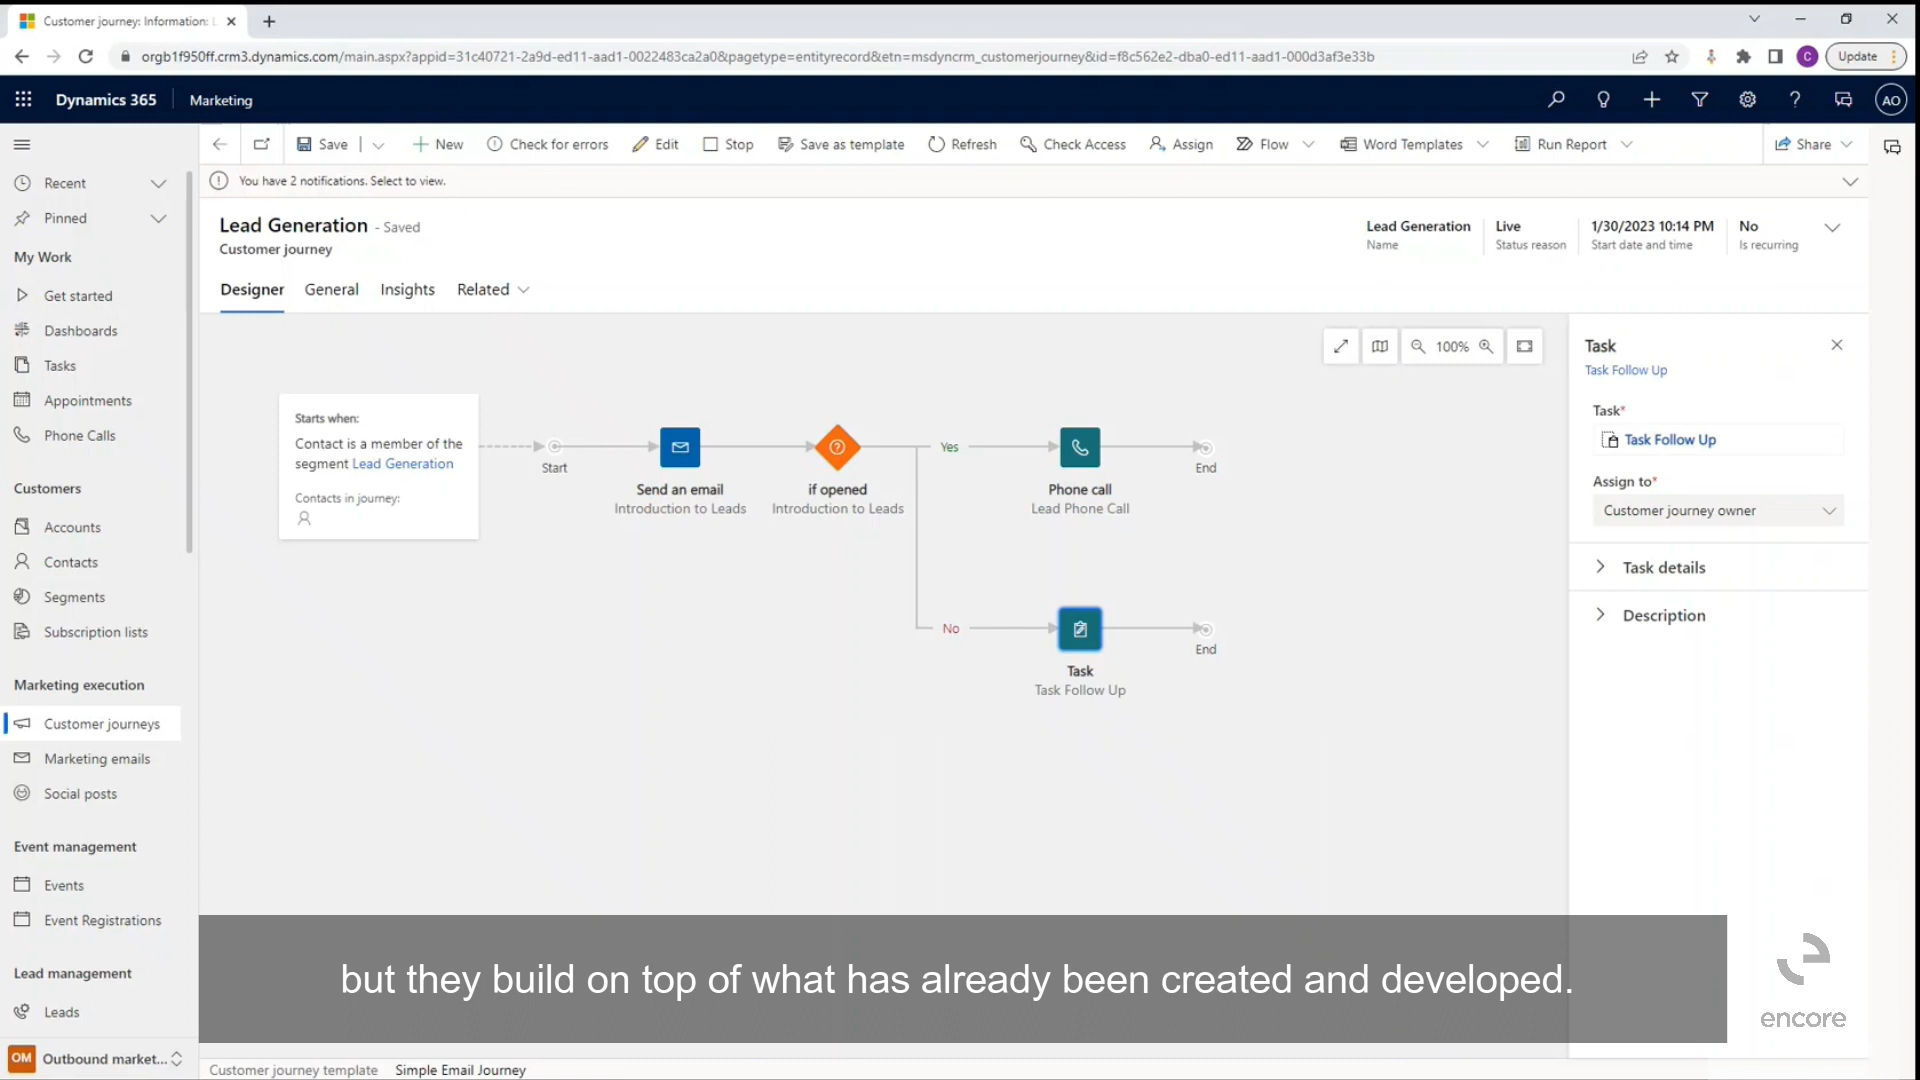 Customer journey: Information: L
orgb1f950ff.crm3.dynamics.com/main.aspx?appid=31c40721-2a9d-ed11-aad1-0022483ca2a0&pagetype=entityrecord&etn=msdyncrm_customerjourney&id=f8c562e2-dba0-ed11-aad1-000d3af3e33b
C
Update
Dynamics 365
Marketing
AO
Save
New
Check for errors
Edit
Stop
Save as template
Refresh
Check Access
Assign
Flow
Word Templates
Run Report
Share
You have 2 notifications. Select to view.
Recent
Pinned
My Work
Get started
Dashboards
Tasks
Appointments
Phone Calls
Customers
Accounts
Contacts
Segments
Subscription lists
Marketing execution
Customer journeys
Marketing emails
Social posts
Event management
Events
Event Registrations
Lead management
Leads
OM
Outbound market...
Lead Generation - Saved
Customer journey
Lead Generation
Name
Live
Status reason
1/30/2023 10:14 PM
Start date and time
No
Is recurring
Designer
General
Insights
Related
100%
Starts when:
Contact is a member of the
segment Lead Generation
Contacts in journey:
Start
Send an email
Introduction to Leads
if opened
Introduction to Leads
Yes
Phone call
Lead Phone Call
End
No
Task
Task Follow Up
End
Task
Task Follow Up
Task*
Task Follow Up
Assign to*
Customer journey owner
Task details
Description
but they build on top of what has already been created and developed.
encore
Customer journey template
Simple Email Journey